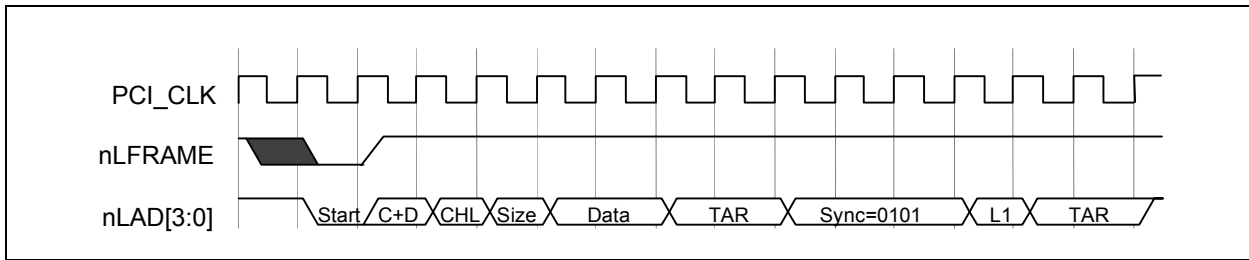 PCI_CLK
nLFRAME
nLAD[3:0] Start C+D CHL Size Data TAR Sync=0101 L1 TAR